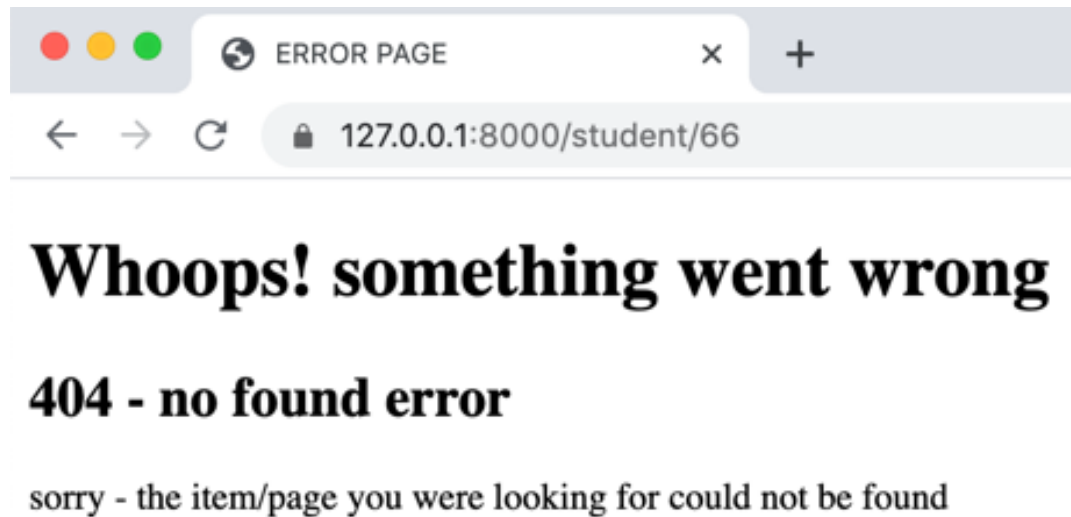 ERROR PAGE
127.0.0.1:8000/student/66
Whoops! something went wrong
404 - no found error
sorry - the item/page you were looking for could not be found